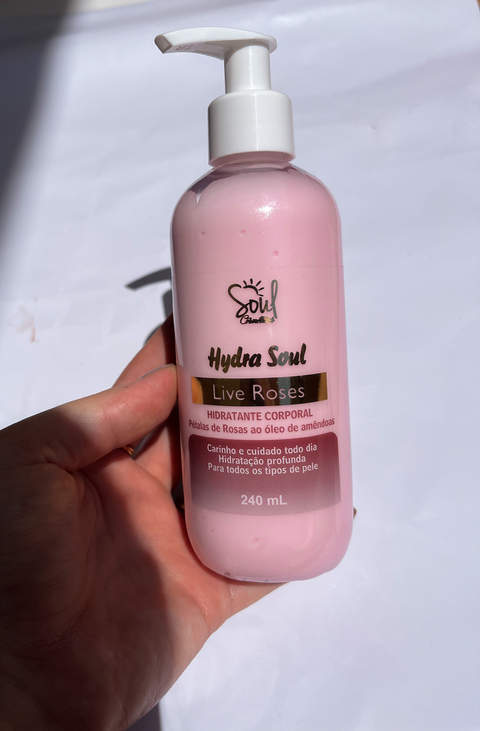 Soul
Hydra Soul
Live Roses
HIDRATANTE CORPORAL
Pétalas de Rosas ao óleo de amêndoas
Carinho e cuidado todo dia
Hidratação profunda
Para todos os tipos de pele
240 mL